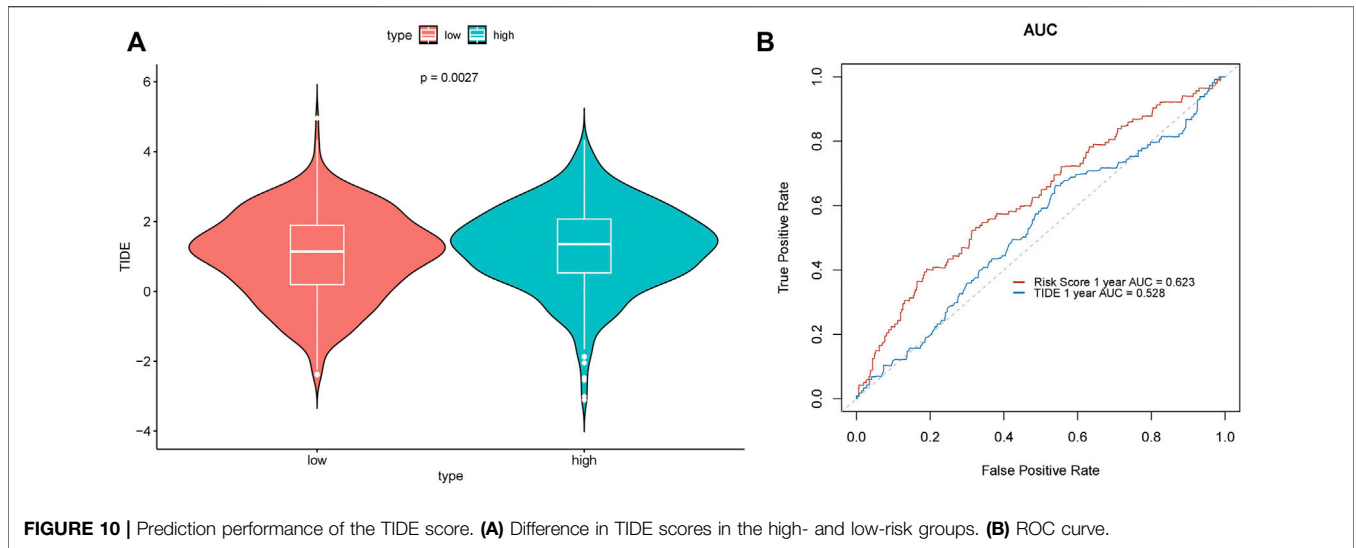 A
type low high
p = 0.0027
6
4
2
0
−2
−4
TIDE
low high
type
B
AUC
1.0
0.8
0.6
0.4
0.2
0.0
True Positive Rate
Risk Score 1 year AUC = 0.623
TIDE 1 year AUC = 0.528
0.0 0.2 0.4 0.6 0.8 1.0
False Positive Rate
FIGURE 10 | Prediction performance of the TIDE score. (A) Difference in TIDE scores in the high- and low-risk groups. (B) ROC curve.